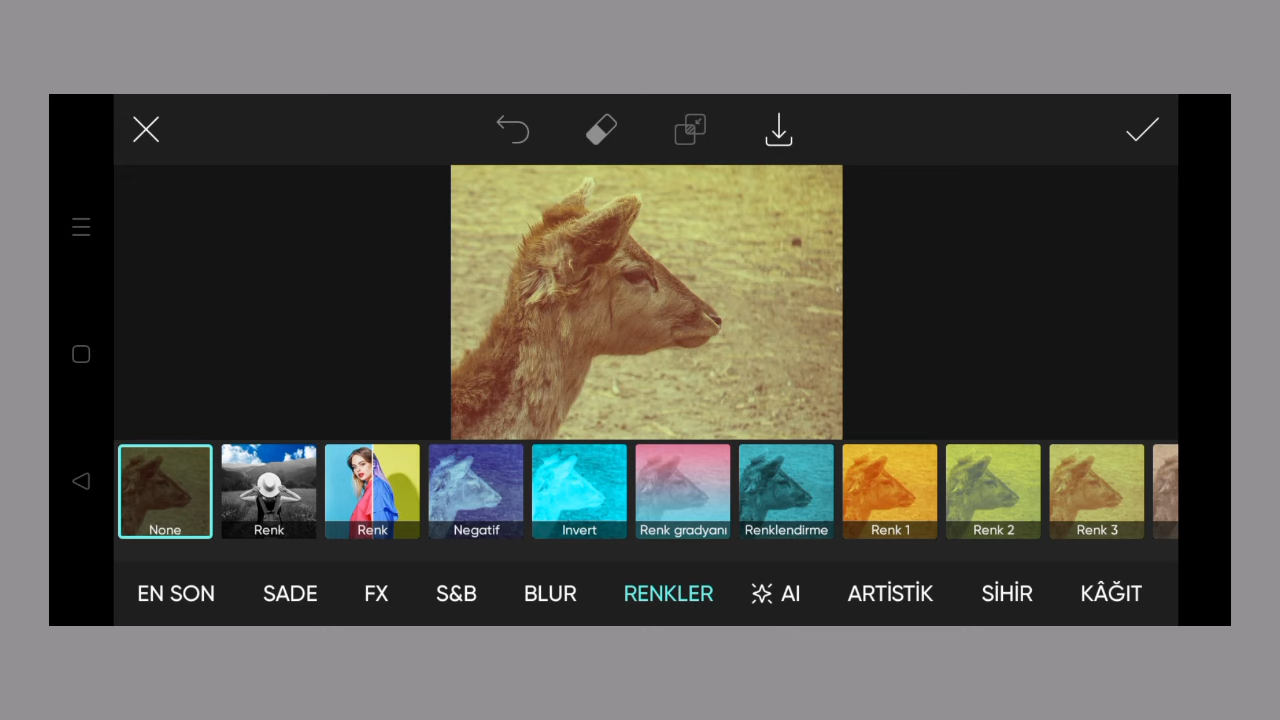 None
Renk
Renk
Negatif
Invert
Renk gradyanı
Renklendirme
Renk 1
Renk 2
Renk 3
EN SON
SADE
FX
S&B
BLUR
RENKLER
AI
ARTİSTİK
SİHİR
KÂĞIT